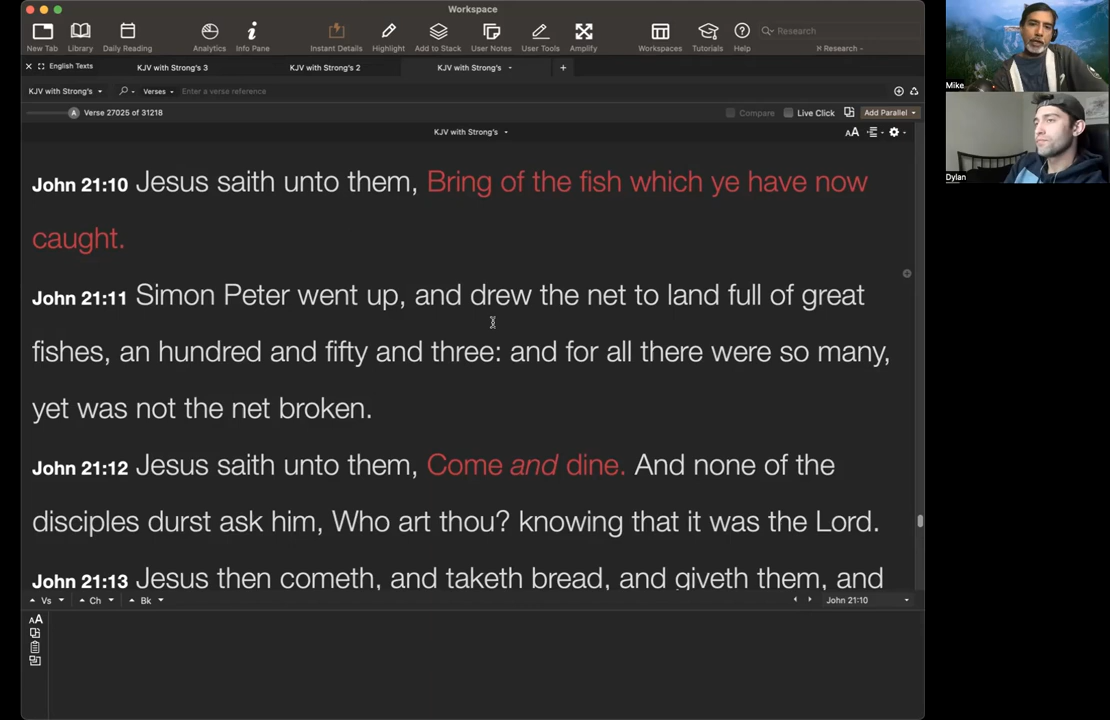 Workspace
New Tab Library Daily Reading Analytics Info Pane Instant Details Highlight Add to Stack User Notes User Tools Amplify Workspaces Tutorials Help Research
⌘ Research
English Texts KJV with Strong's 3 KJV with Strong's 2 KJV with Strong's
KJV with Strong's Verses Enter a verse reference
A Verse 27025 of 31218 Compare Live Click Add Parallel
KJV with Strong's AA
John 21:10 Jesus saith unto them, Bring of the fish which ye have now
caught.
John 21:11 Simon Peter went up, and drew the net to land full of great
fishes, an hundred and fifty and three: and for all there were so many,
yet was not the net broken.
John 21:12 Jesus saith unto them, Come and dine. And none of the
disciples durst ask him, Who art thou? knowing that it was the Lord.
John 21:13 Jesus then cometh, and taketh bread, and giveth them, and
Vs Ch Bk John 21:10
AA
Mike
Dylan